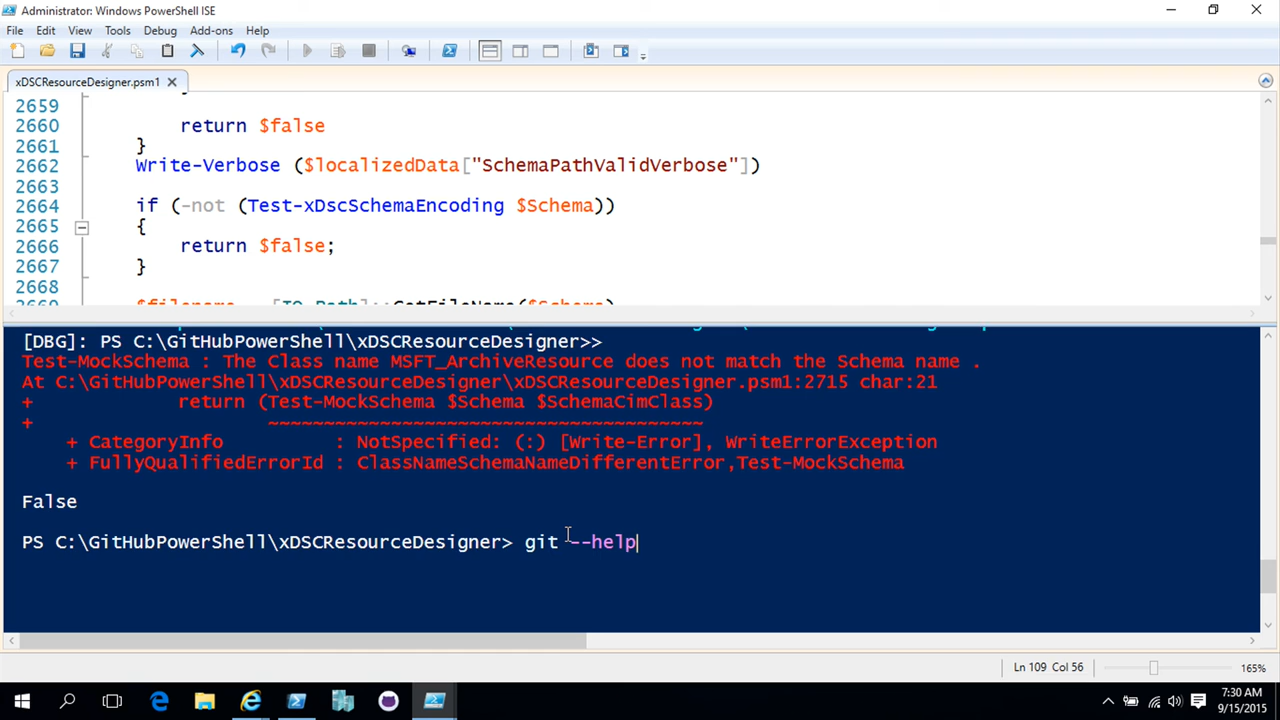 Administrator: Windows PowerShell ISE
File Edit View Tools Debug Add-ons Help
xDSCResourceDesigner.psm1
2659
2660 return $false
2661 }
2662 Write-Verbose ($localizedData["SchemaPathValidVerbose"])
2663
2664 if (-not (Test-xDscSchemaEncoding $Schema))
2665 {
2666 return $false;
2667 }
2668
[DBG]: PS C:\GitHubPowerShell\xDSCResourceDesigner>>
Test-MockSchema : The Class name MSFT_ArchiveResource does not match the Schema name .
At C:\GitHubPowerShell\xDSCResourceDesigner\xDSCResourceDesigner.psm1:2715 char:21
+ return (Test-MockSchema $Schema $SchemaCimClass)
+ ~~~~~~~~~~~~~~~~~~~~~~~~~~~~~~~~~~~~~~~
+ CategoryInfo : NotSpecified: (:) [Write-Error], WriteErrorException
+ FullyQualifiedErrorId : ClassNameSchemaNameDifferentError,Test-MockSchema
False
PS C:\GitHubPowerShell\xDSCResourceDesigner> git --help
Ln 109 Col 56 165%
7:30 AM
9/15/2015